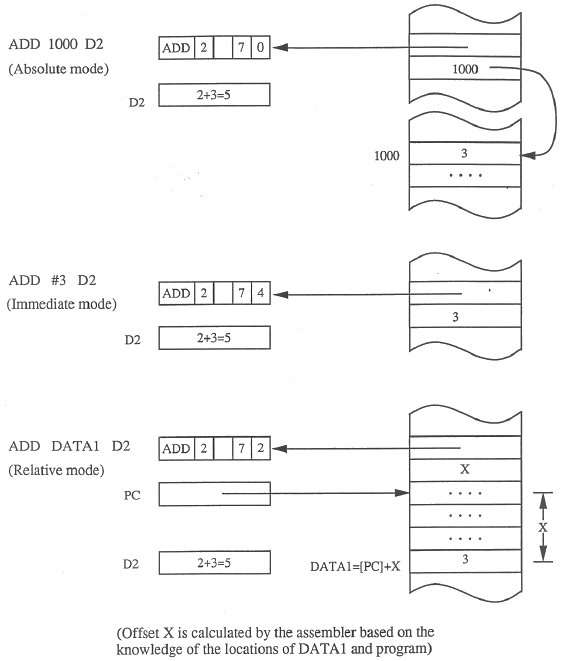 ADD 1000 D2
(Absolute mode)
ADD 2 7 0
D2
2+3=5
1000
1000
3
. . . .
ADD #3 D2
(Immediate mode)
ADD 2 7 4
3
D2
2+3=5
ADD DATA1 D2
(Relative mode)
ADD 2 7 2
X
PC
. . . .
. . . .
. . . .
X
D2
2+3=5
DATA1=[PC]+X
3
(Offset X is calculated by the assembler based on the
knowledge of the locations of DATA1 and program)